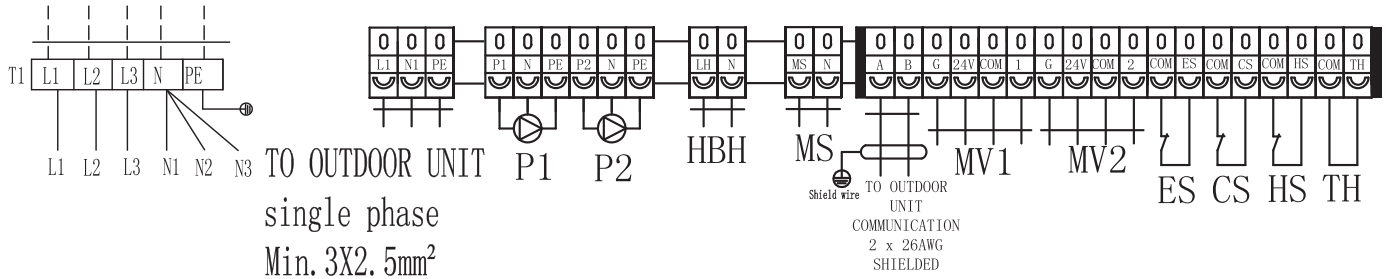 T1 L1 L2 L3 N PE
L1 L2 L3 N1 N2 N3
0 0 0 0 0 0 0 0 0 0 0 0 0 0 0 0 0 0 0 0 0 0 0 0 0 0 0 0 0 0 0
L1 N1 PE P1 N PE P2 N PE LH N MS N A B G 24V COM 1 G 24V COM 2 COM ES COM CS COM HS COM TH
TO OUTDOOR UNIT
single phase
Min. 3X2.5mm²
P1 P2 HBH MS MV1 MV2 ES CS HS TH
Shield wire
TO OUTDOOR
UNIT
COMMUNICATION
2 x 26AWG
SHIELDED